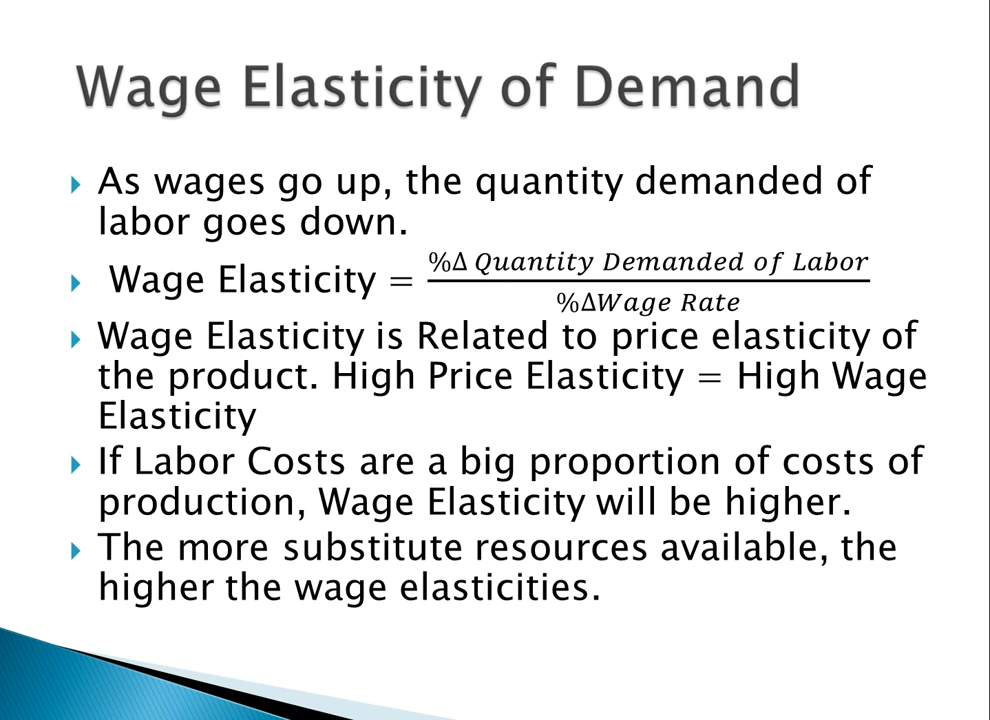 Wage Elasticity of Demand
As wages go up, the quantity demanded of
labor goes down.
Wage Elasticity = %Δ Quantity Demanded of Labor / %ΔWage Rate
Wage Elasticity is Related to price elasticity of
the product. High Price Elasticity = High Wage
Elasticity
If Labor Costs are a big proportion of costs of
production, Wage Elasticity will be higher.
The more substitute resources available, the
higher the wage elasticities.